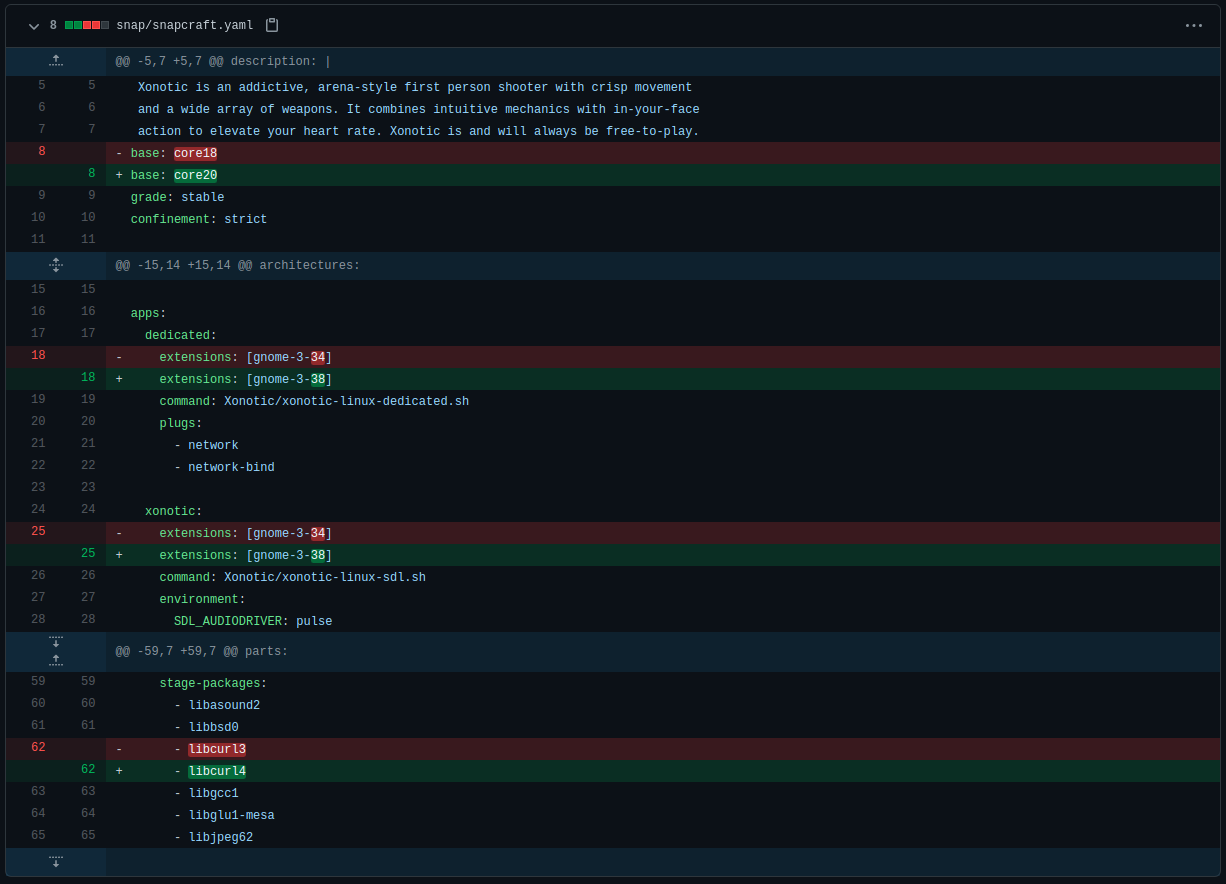 8 snap/snapcraft.yaml
@@ -5,7 +5,7 @@ description: |
5 5 Xonotic is an addictive, arena-style first person shooter with crisp movement
6 6 and a wide array of weapons. It combines intuitive mechanics with in-your-face
7 7 action to elevate your heart rate. Xonotic is and will always be free-to-play.
8 - base: core18
8 + base: core20
9 9 grade: stable
10 10 confinement: strict
11 11
@@ -15,14 +15,14 @@ architectures:
15 15
16 16 apps:
17 17 dedicated:
18 - extensions: [gnome-3-34]
18 + extensions: [gnome-3-38]
19 19 command: Xonotic/xonotic-linux-dedicated.sh
20 20 plugs:
21 21 - network
22 22 - network-bind
23 23
24 24 xonotic:
25 - extensions: [gnome-3-34]
25 + extensions: [gnome-3-38]
26 26 command: Xonotic/xonotic-linux-sdl.sh
27 27 environment:
28 28 SDL_AUDIODRIVER: pulse
@@ -59,7 +59,7 @@ parts:
59 59 stage-packages:
60 60 - libasound2
61 61 - libbsd0
62 - - libcurl3
62 + - libcurl4
63 63 - libgcc1
64 64 - libglu1-mesa
65 65 - libjpeg62